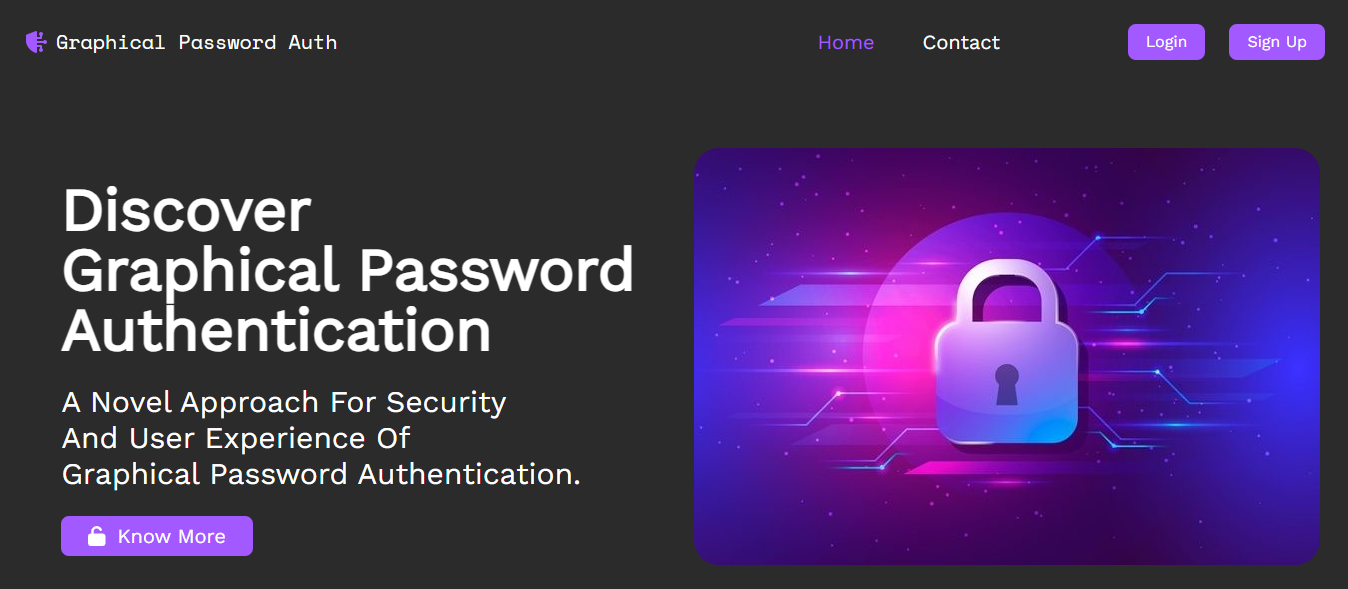 Graphical Password Auth
Home
Contact
Login
Sign Up
Discover
Graphical Password
Authentication
A Novel Approach For Security
And User Experience Of
Graphical Password Authentication.
Know More